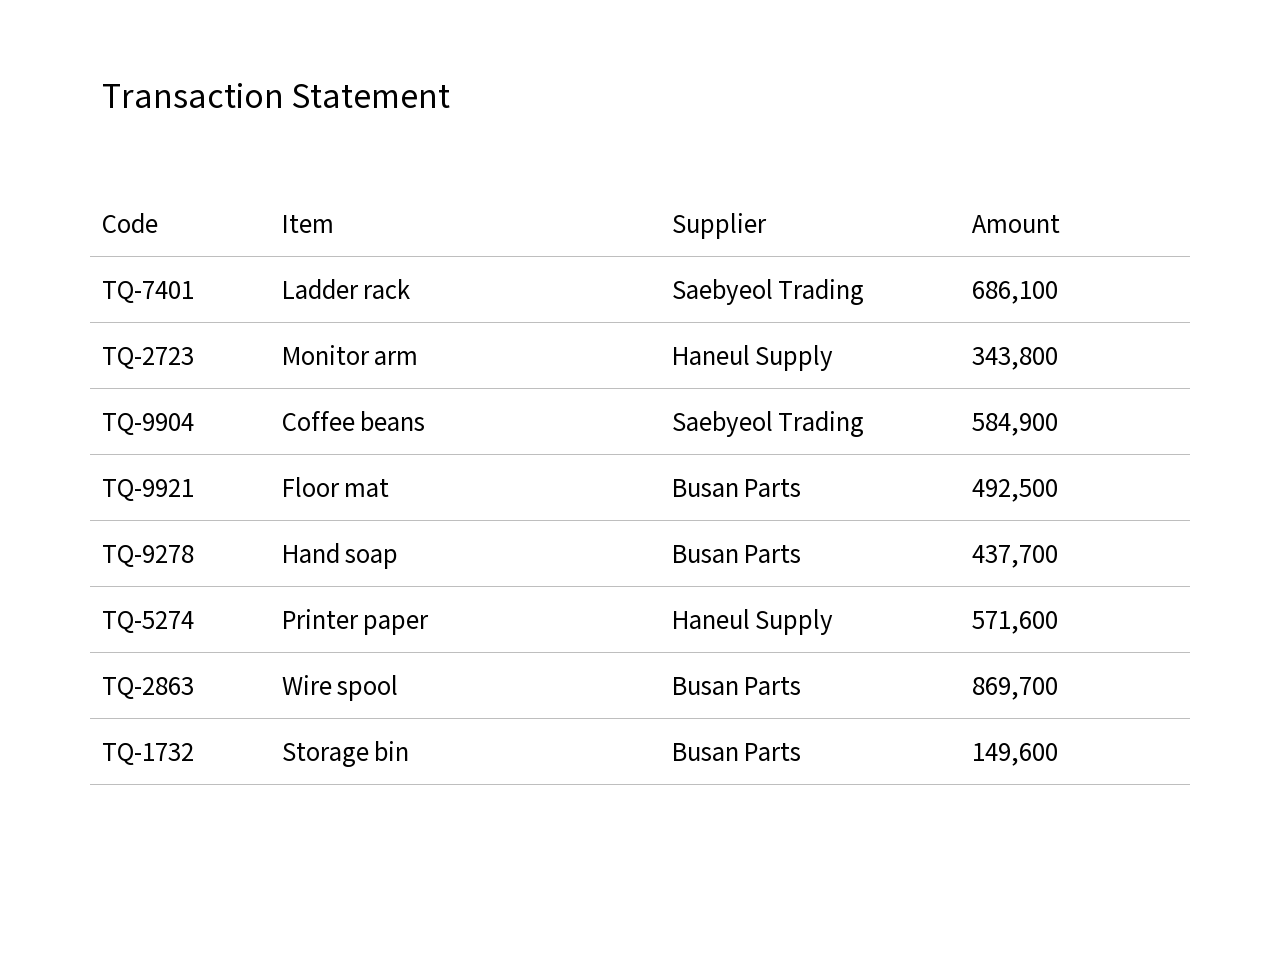 Transaction Statement
Code Item Supplier Amount
TQ-7401 Ladder rack Saebyeol Trading 686,100
TQ-2723 Monitor arm Haneul Supply 343,800
TQ-9904 Coffee beans Saebyeol Trading 584,900
TQ-9921 Floor mat Busan Parts 492,500
TQ-9278 Hand soap Busan Parts 437,700
TQ-5274 Printer paper Haneul Supply 571,600
TQ-2863 Wire spool Busan Parts 869,700
TQ-1732 Storage bin Busan Parts 149,600